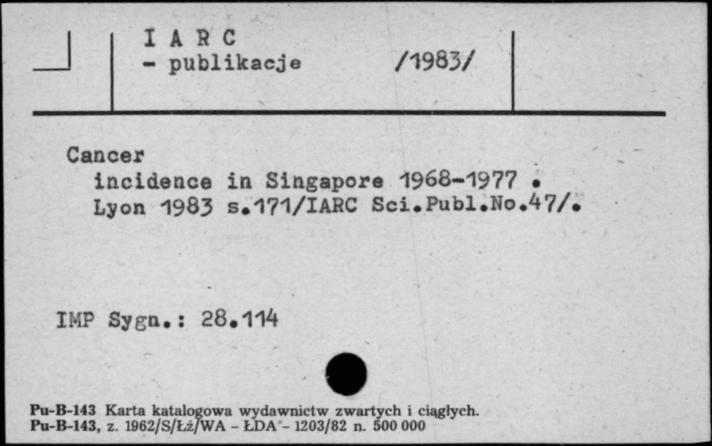 I A R C
- publikacje /1983/
Cancer
incidence in Singapore 1968-1977 .
Lyon 1983 s.171/IARC Sci.Publ.No.47/.
IMP Sygn.: 28.114
Pu-B-143 Karta katalogowa wydawnictw zwartych i ciągłych.
Pu-B-143, z. 1962/S/Łż/WA - ŁDA - 1203/82 n. 500 000